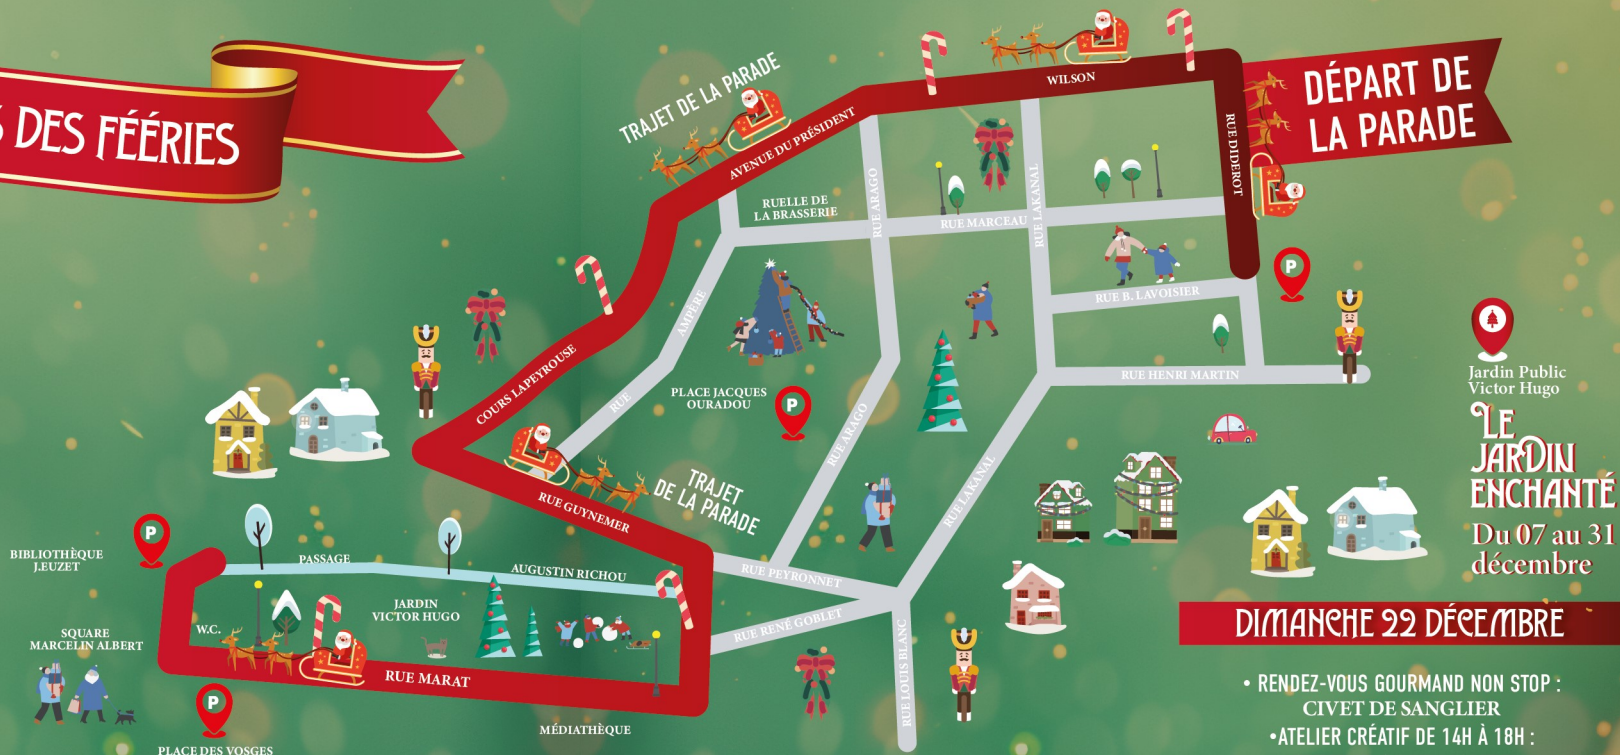 S DES FÉÉRIES
TRAJET DE LA PARADE
AVENUE DU PRÉSIDENT
WILSON
DÉPART DE
LA PARADE
RUE DIDEROT
RUELLE DE
LA BRASSERIE
RUE ARAGO
RUE MARCEAU
RUE LAKANAL
RUE B. LAVOISIER
P
RUE
AMPÈRE
COURS LAPEYROUSE
PLACE JACQUES
OURADOU
P
RUE ARAGO
RUE HENRI MARTIN
Jardin Public
Victor Hugo
LE
JARDIN
ENCHANTÉ
Du 07 au 31
décembre
RUE GUYNEMER
TRAJET
DE LA PARADE
RUE LAKANAL
P
BIBLIOTHÈQUE
J.EUZET
PASSAGE
AUGUSTIN RICHOU
RUE PEYRONNET
JARDIN
VICTOR HUGO
W.C.
SQUARE
MARCELIN ALBERT
RUE RENÉ GOBLET
RUE MARAT
RUE LOUIS BLANC
P
MÉDIATHÈQUE
PLACE DES VOSGES
DIMANCHE 22 DÉCEMBRE
• RENDEZ-VOUS GOURMAND NON STOP :
CIVET DE SANGLIER
•ATELIER CRÉATIF DE 14H À 18H :